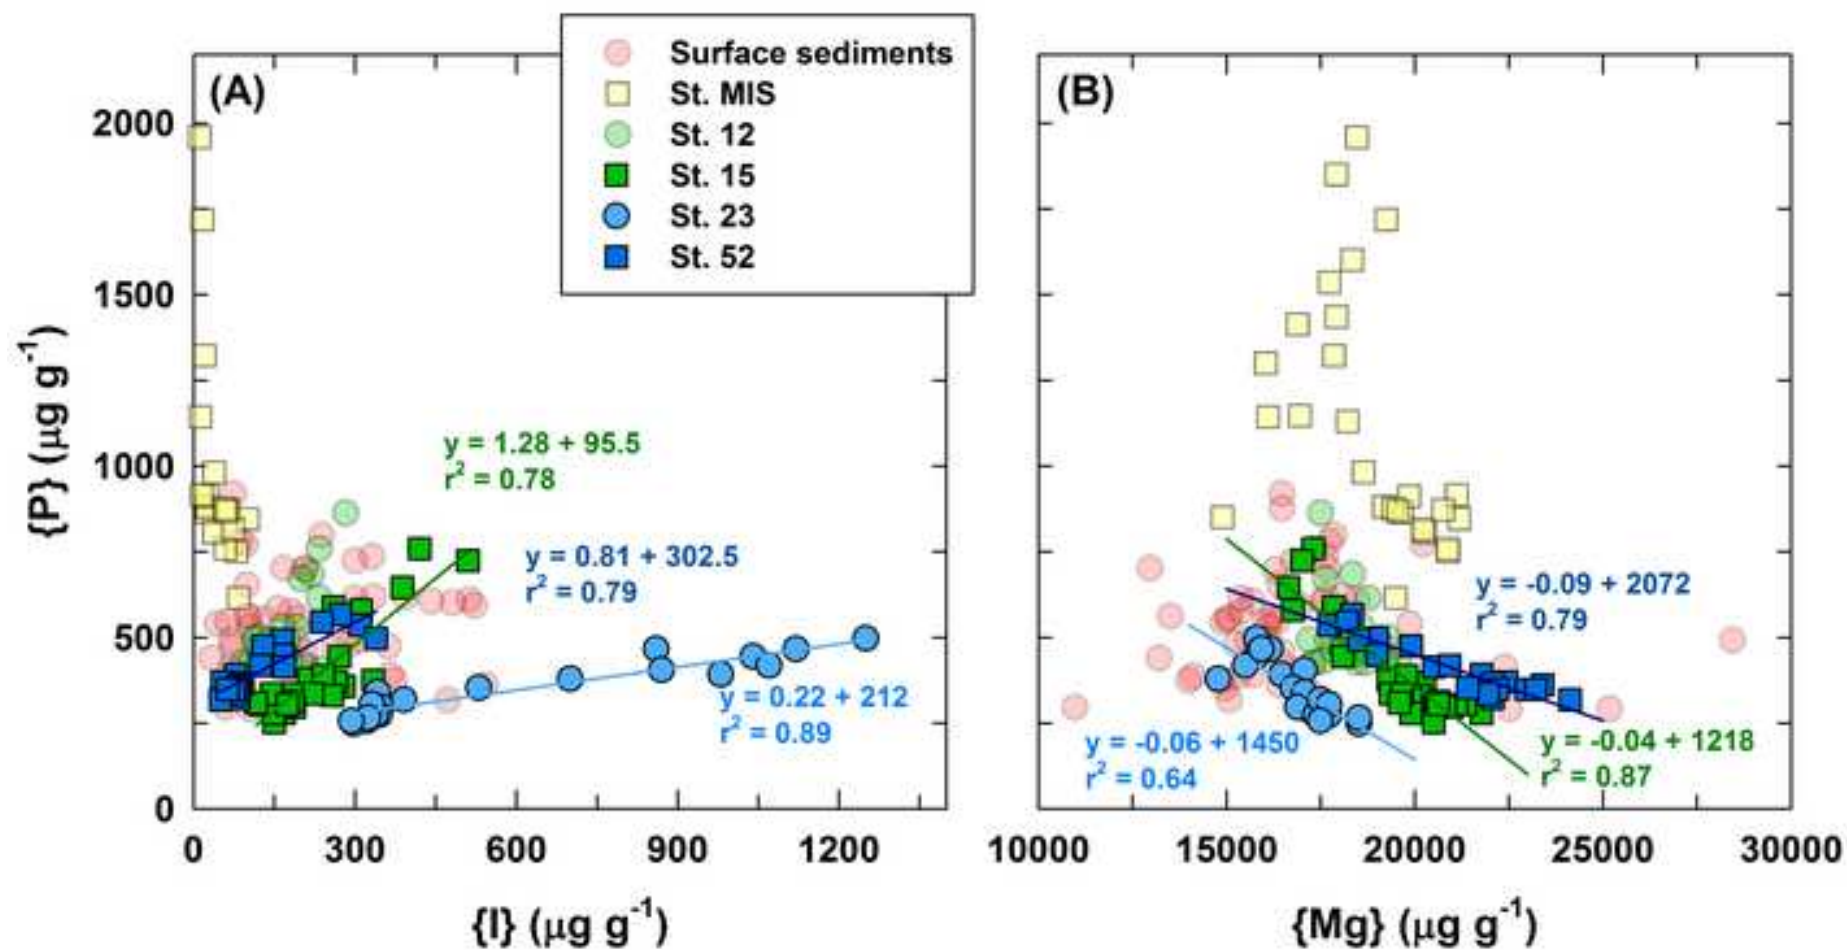 (A)
(B)
Surface sediments
St. MIS
St. 12
St. 15
St. 23
St. 52
{P} (μg g⁻¹)
2000
1500
1000
500
0
y = 1.28 + 95.5
r² = 0.78
y = 0.81 + 302.5
r² = 0.79
y = 0.22 + 212
r² = 0.89
0 300 600 900 1200
{I} (μg g⁻¹)
y = -0.09 + 2072
r² = 0.79
y = -0.06 + 1450
r² = 0.64
y = -0.04 + 1218
r² = 0.87
10000 15000 20000 25000 30000
{Mg} (μg g⁻¹)